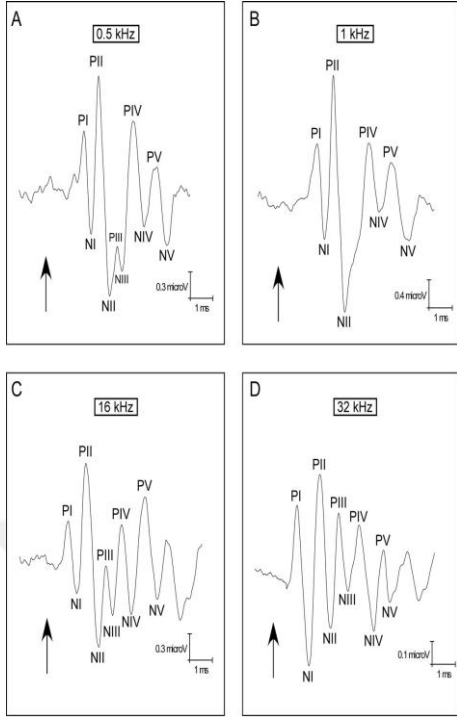 A
0.5 kHz
PII
PI
PIV
PV
PIII
NI
NIII
NIV
NV
NII
0.3 microV
1 ms
B
1 kHz
PII
PI
PIV
PV
NI
NIV
NV
NII
0.4 microV
1 ms
C
16 kHz
PII
PV
PI
PIV
PIII
NI
NIII
NIV
NV
NII
0.3 microV
1 ms
D
32 kHz
PII
PI
PIII
PIV
PV
NIII
NV
NII
NIV
NI
0.1 microV
1 ms